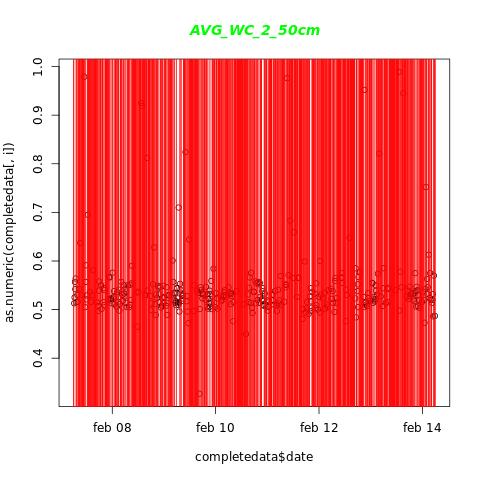 AVG_WC_2_50cm
as.numeric(completedata[, i])
1.0
0.9
0.8
0.7
0.6
0.5
0.4
feb 08 feb 10 feb 12 feb 14
completedata$date